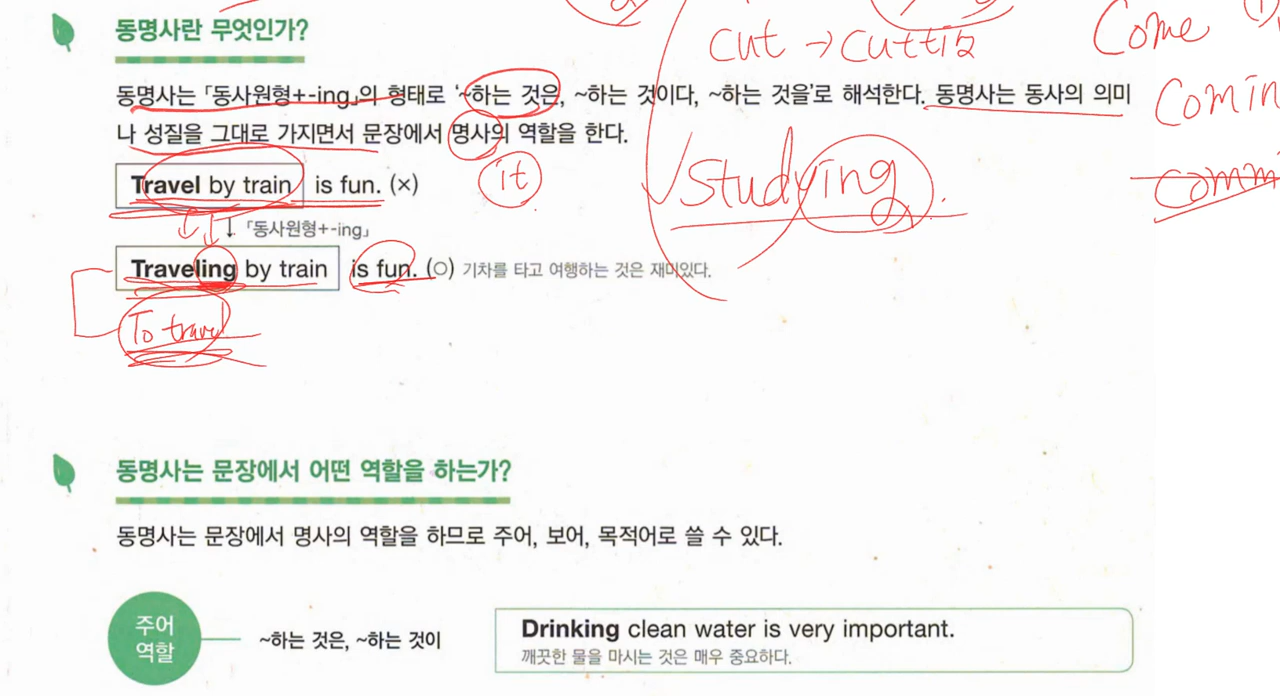 동명사란 무엇인가?
cut → cutting
Come
동명사는 「동사원형+-ing」의 형태로 '~하는 것은, ~하는 것이다, ~하는 것을'로 해석한다. 동명사는 동사의 의미
나 성질을 그대로 가지면서 문장에서 명사의 역할을 한다.
it
studying
Travel by train is fun. (×)
↓ 「동사원형+-ing」
Traveling by train is fun. (○) 기차를 타고 여행하는 것은 재미있다.
To travel
동명사는 문장에서 어떤 역할을 하는가?
동명사는 문장에서 명사의 역할을 하므로 주어, 보어, 목적어로 쓸 수 있다.
주어
역할
~하는 것은, ~하는 것이
Drinking clean water is very important.
깨끗한 물을 마시는 것은 매우 중요하다.